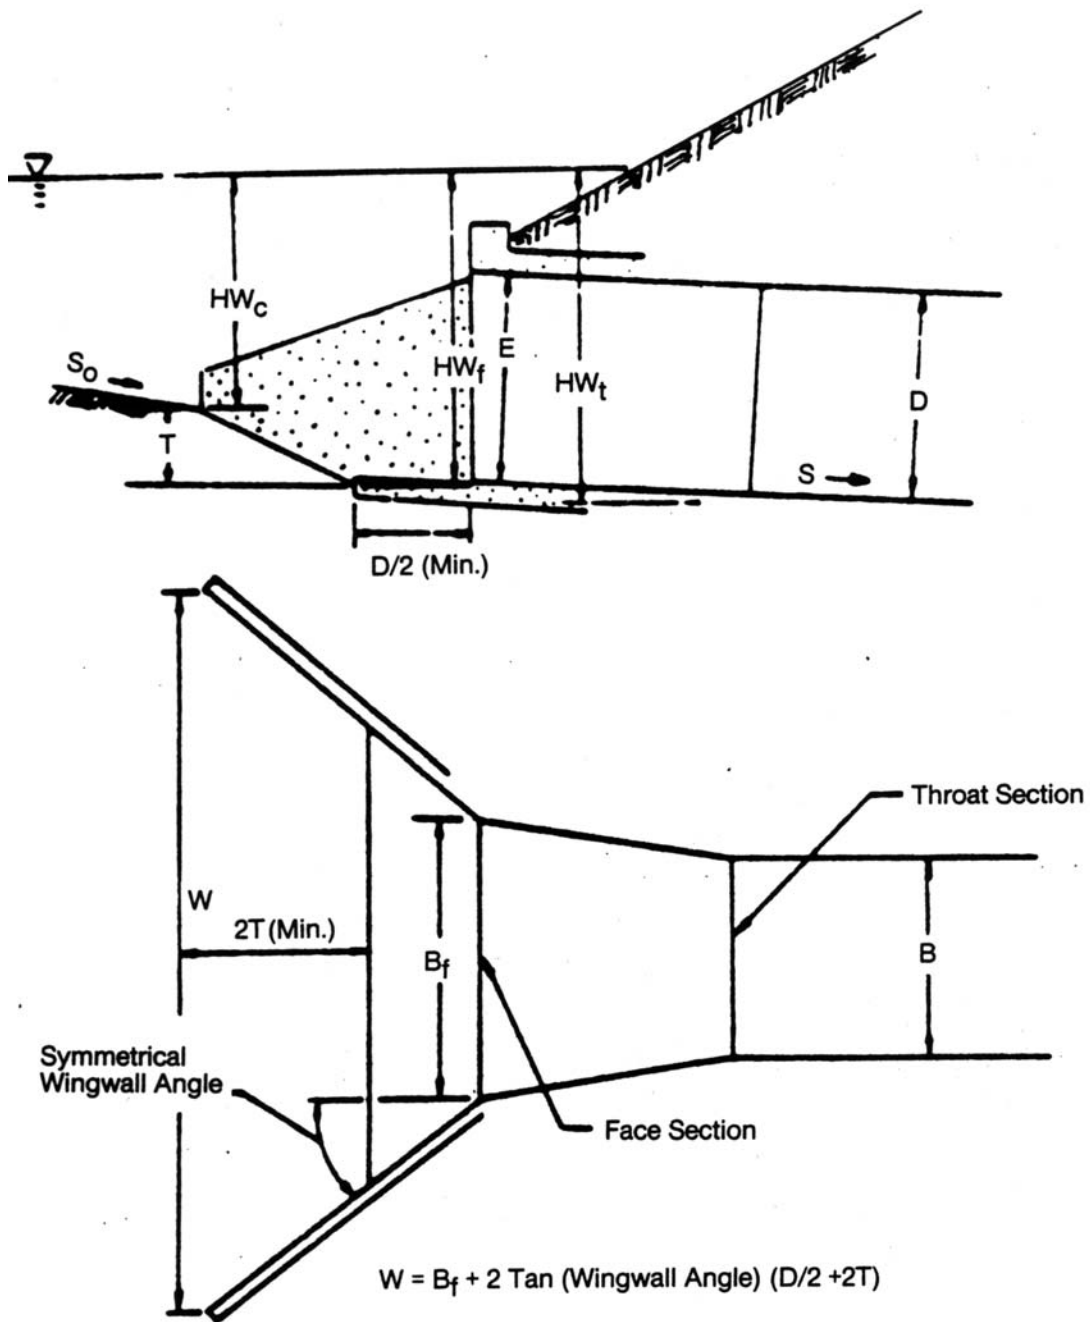 HWc
HWf
E
HWt
D
So
T
S
D/2 (Min.)
Throat Section
W
2T (Min.)
Bf
B
Symmetrical
Wingwall Angle
Face Section
W = Bf + 2 Tan (Wingwall Angle) (D/2 +2T)